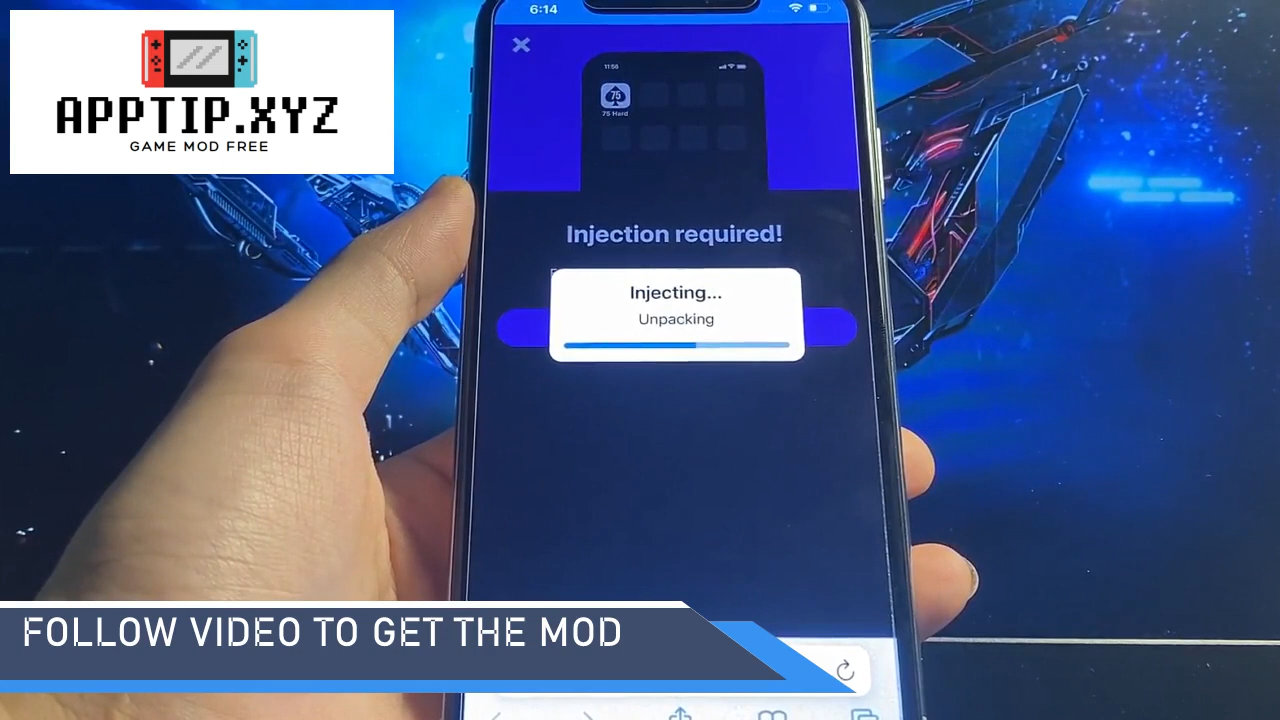 APPTIP.XYZ
GAME MOD FREE
6:14
11:56
75
75 Hard
Injection required!
Injecting...
Unpacking
FOLLOW VIDEO TO GET THE MOD